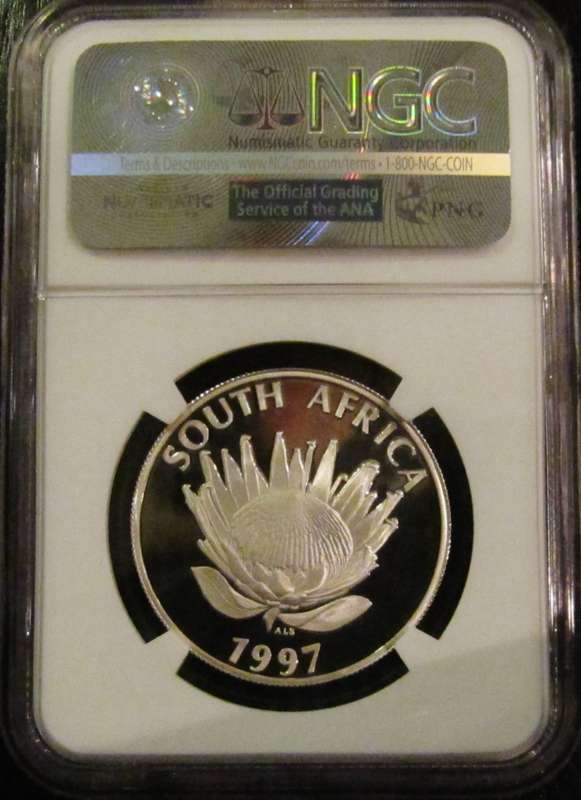 NGC
Numismatic Guaranty Corporation
Terms & Descriptions - www.NGCcoin.com/terms • 1-800-NGC-COIN
NUMISMATIC
The Official Grading
Service of the ANA
PNG
SOUTH AFRICA
ALS
1997